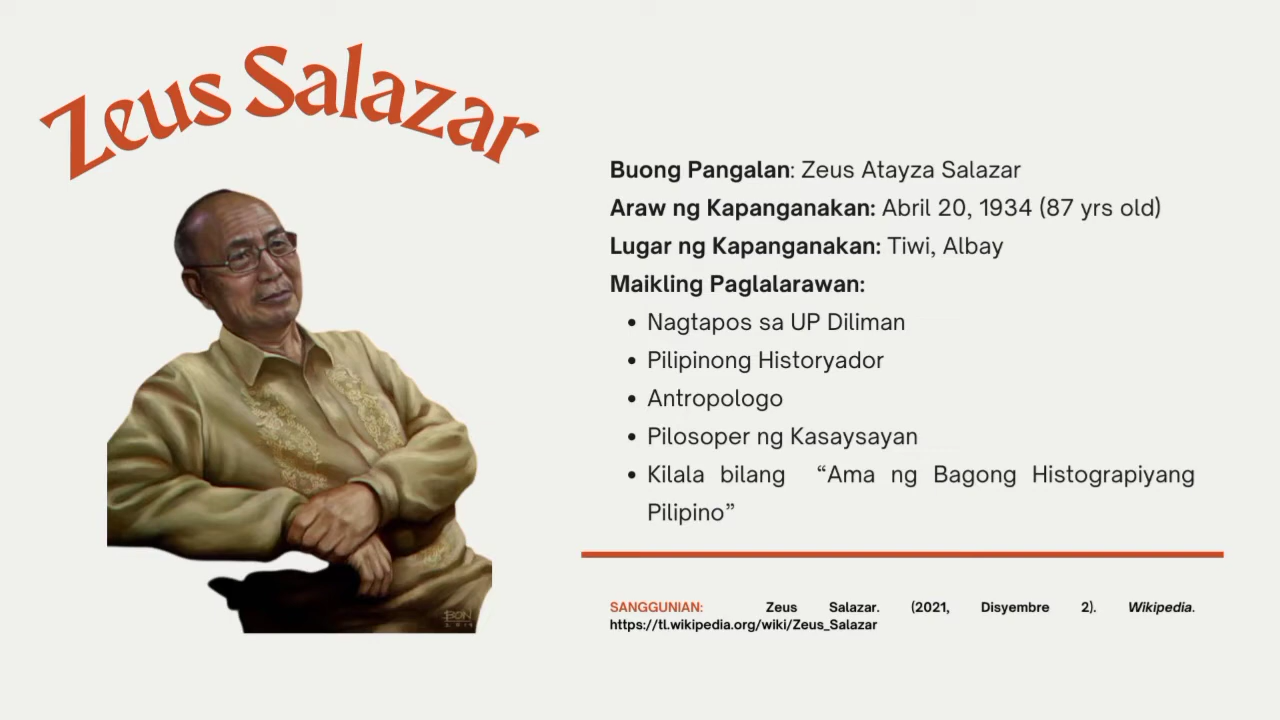 Zeus Salazar
Buong Pangalan: Zeus Atayza Salazar
Araw ng Kapanganakan: Abril 20, 1934 (87 yrs old)
Lugar ng Kapanganakan: Tiwi, Albay
Maikling Paglalarawan:
• Nagtapos sa UP Diliman
• Pilipinong Historyador
• Antropologo
• Pilosoper ng Kasaysayan
• Kilala bilang “Ama ng Bagong Histograpiyang
Pilipino”
SANGGUNIAN: Zeus Salazar. (2021, Disyembre 2). Wikipedia.
https://tl.wikipedia.org/wiki/Zeus_Salazar